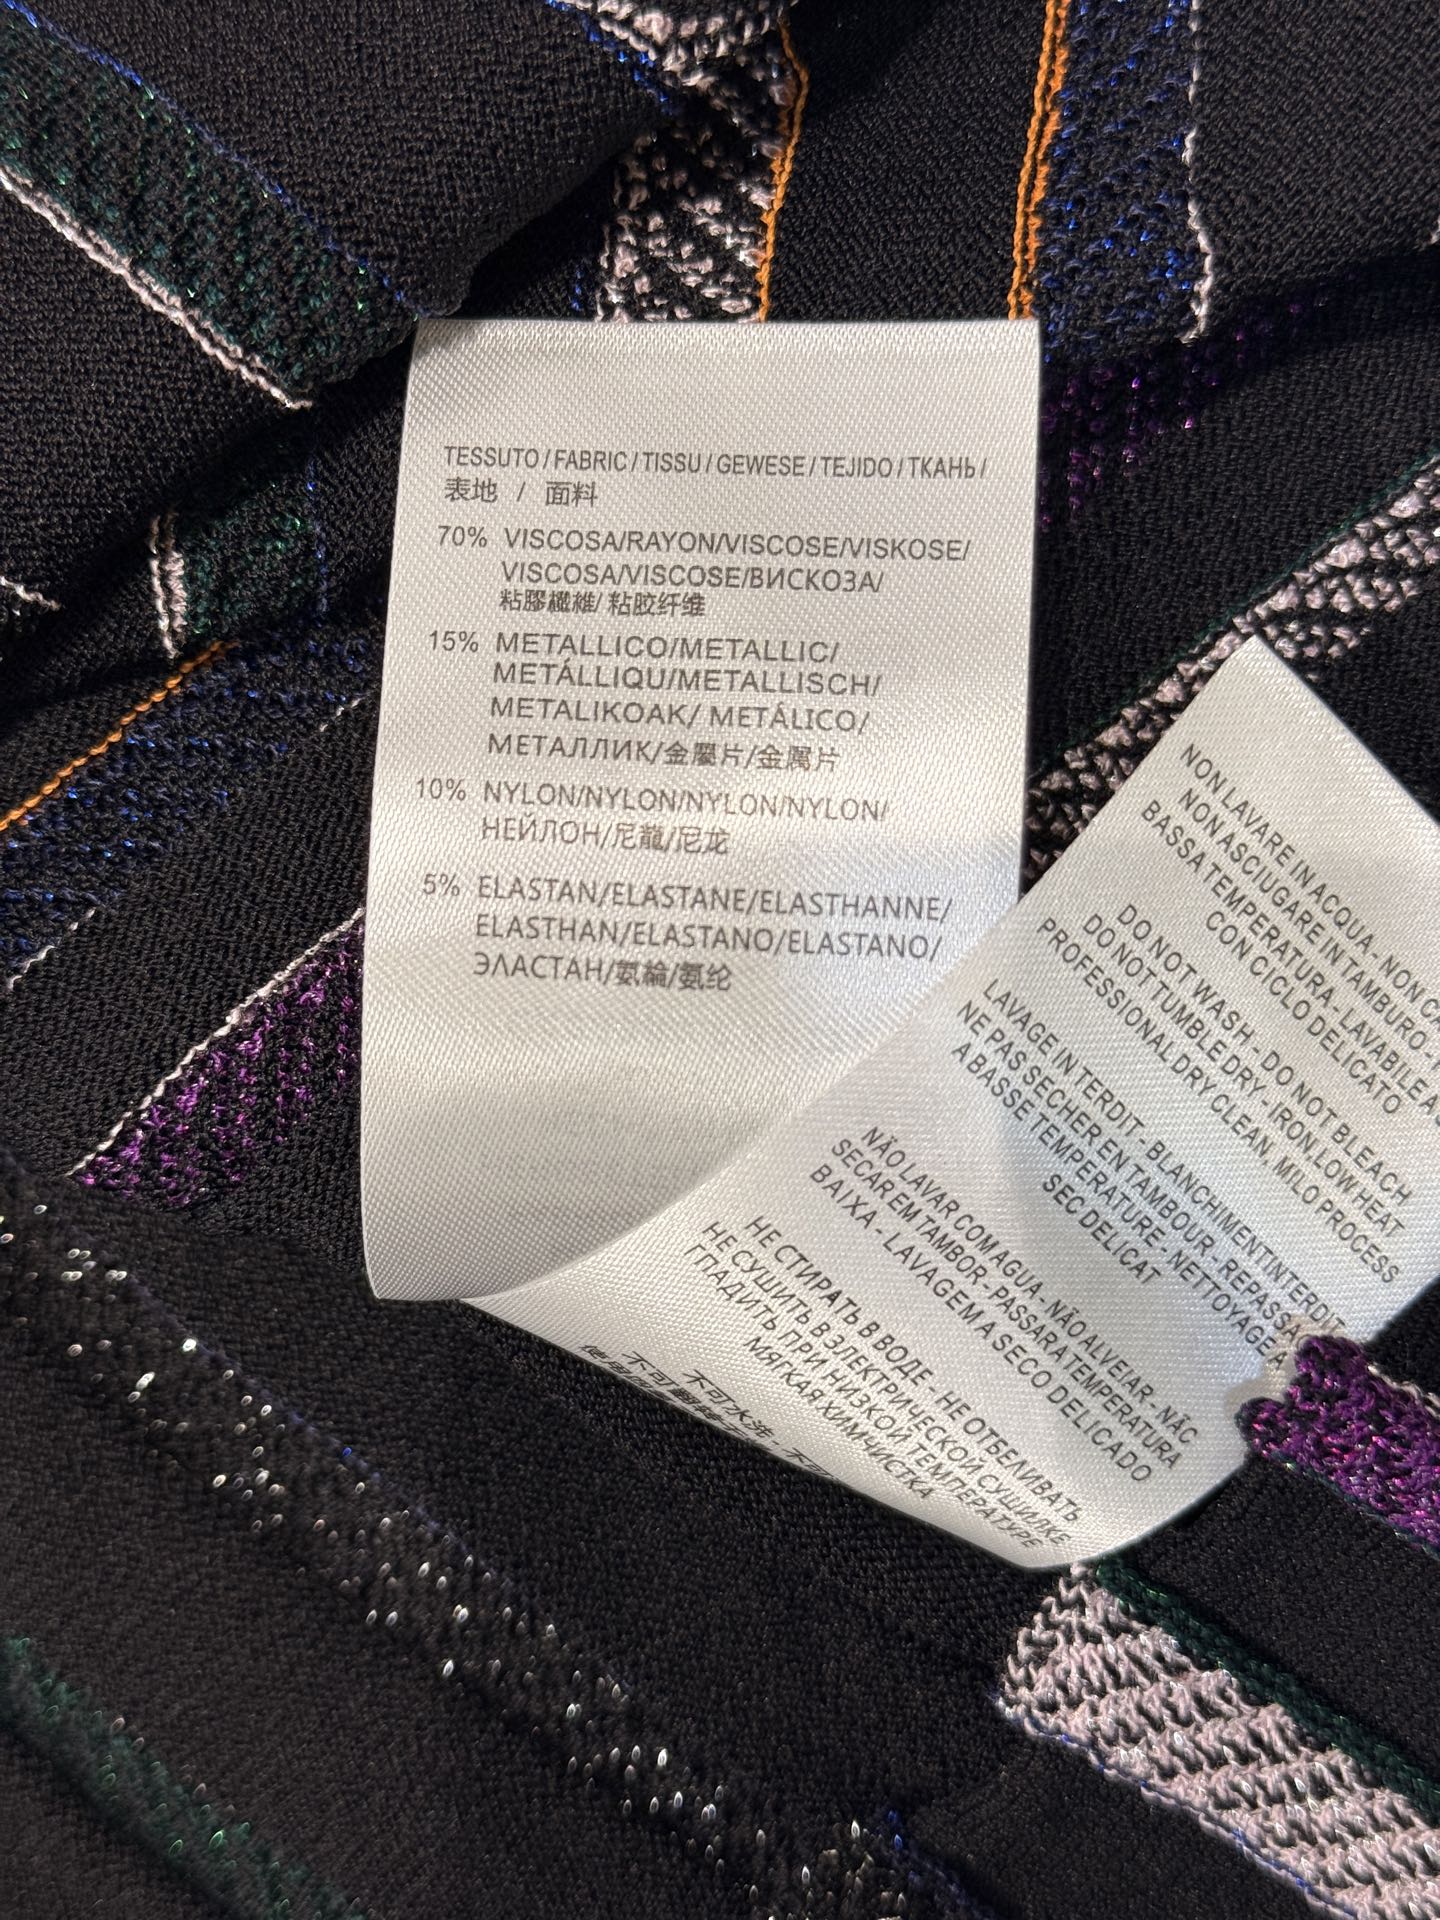 TESSUTO / FABRIC / TISSU / GEWESE / TEJIDO / ТКАНЬ /
表地 / 面料
70% VISCOSA/RAYON/VISCOSE/VISKOSE/
VISCOSA/VISCOSE/ВИСКОЗА/
粘膠纖維/ 粘胶纤维
15% METALLICO/METALLIC/
METÁLLIQU/METALLISCH/
METALIKOAK/ METÁLICO/
МЕТАЛЛИК/金屬片/金属片
10% NYLON/NYLON/NYLON/NYLON/
НЕЙЛОН/尼龍/尼龙
5% ELASTAN/ELASTANE/ELASTHANNE/
ELASTHAN/ELASTANO/ELASTANO/
ЭЛАСТАН/氨綸/氨纶
NON LAVARE IN ACQUA - NON
NON ASCIUGARE IN TAMBURO -
BASSA TEMPERATURA - LAVABILE A
CON CICLO DELICATO
DO NOT WASH - DO NOT BLEACH
DO NOT TUMBLE DRY - IRON, LOW HEAT
PROFESSIONAL DRY CLEAN, MILO PROCESS
LAVAGE INTERDIT - BLANCHIMENT INTERDIT
NE PAS SECHER EN TAMBOUR - REPASSA
A BASSE TEMPERATURE - NETTOYAGE A
SEC DELICAT
NÃO LAVAR COM AGUA - NÃO ALVEJAR - NÃO
SECAR EM TAMBOR - PASSAR A TEMPERATURA
BAIXA - LAVAGEM A SECO DELICADO
НЕ СТИРАТЬ В ВОДЕ - НЕ ОТБЕЛИВАТЬ
НЕ СУШИТЬ В ЭЛЕКТРИЧЕСКОЙ СУШИЛКЕ
ГЛАДИТЬ ПРИ НИЗКОЙ ТЕМПЕРАТУРЕ
МЯГКАЯ ХИМЧИСТКА
不可水洗 - 不可
不可翻轉